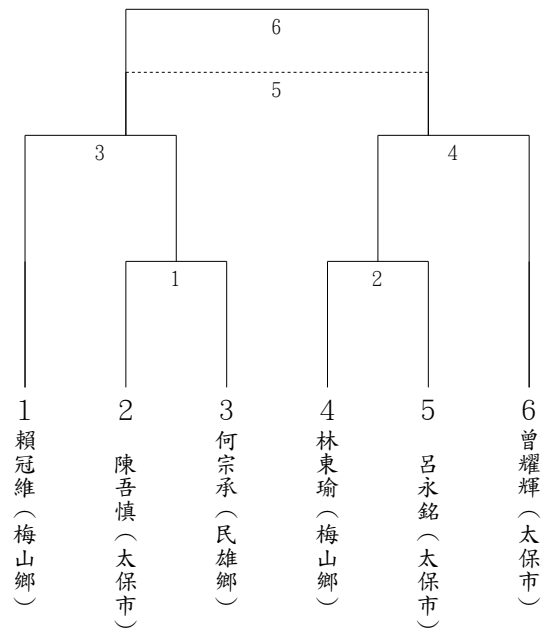 6
5
3
4
1
2
1 賴冠維（梅山鄉）
2 陳吾慎（太保市）
3 何宗承（民雄鄉）
4 林東瑜（梅山鄉）
5 呂永銘（太保市）
6 曾耀輝（太保市）